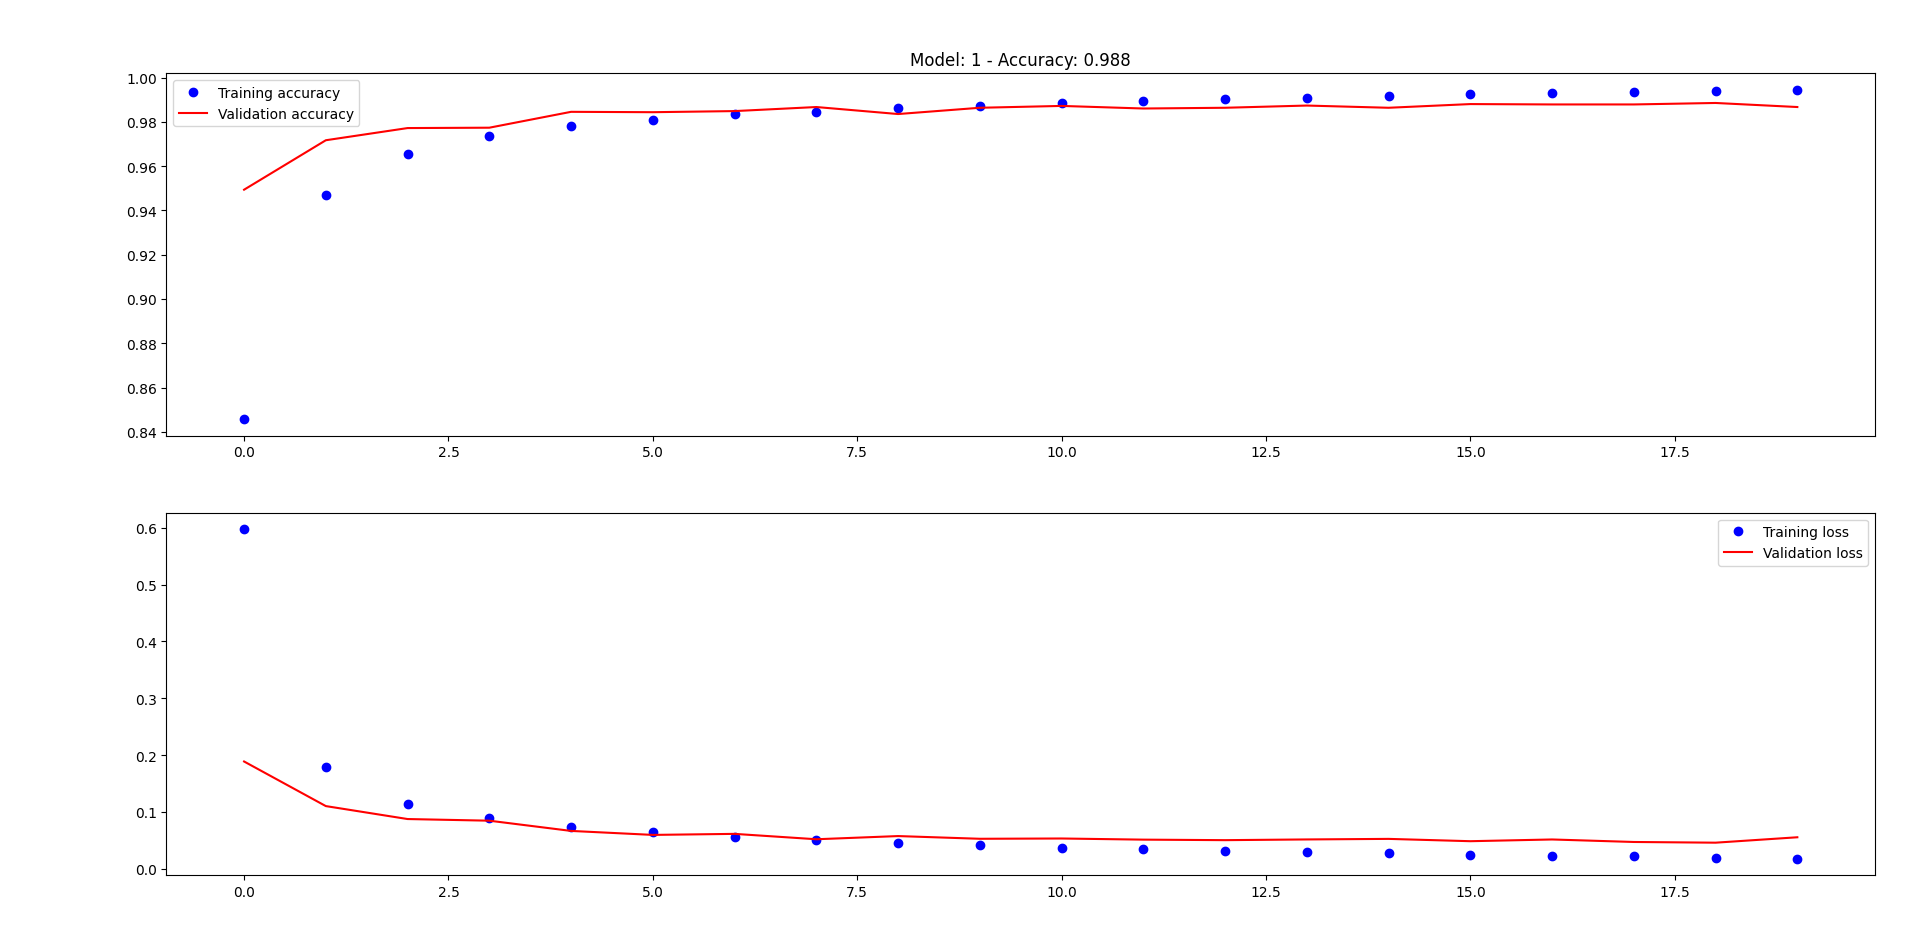 Model: 1 - Accuracy: 0.988
Training accuracy
Validation accuracy
1.00
0.98
0.96
0.94
0.92
0.90
0.88
0.86
0.84
0.0 2.5 5.0 7.5 10.0 12.5 15.0 17.5
Training loss
Validation loss
0.6
0.5
0.4
0.3
0.2
0.1
0.0
0.0 2.5 5.0 7.5 10.0 12.5 15.0 17.5